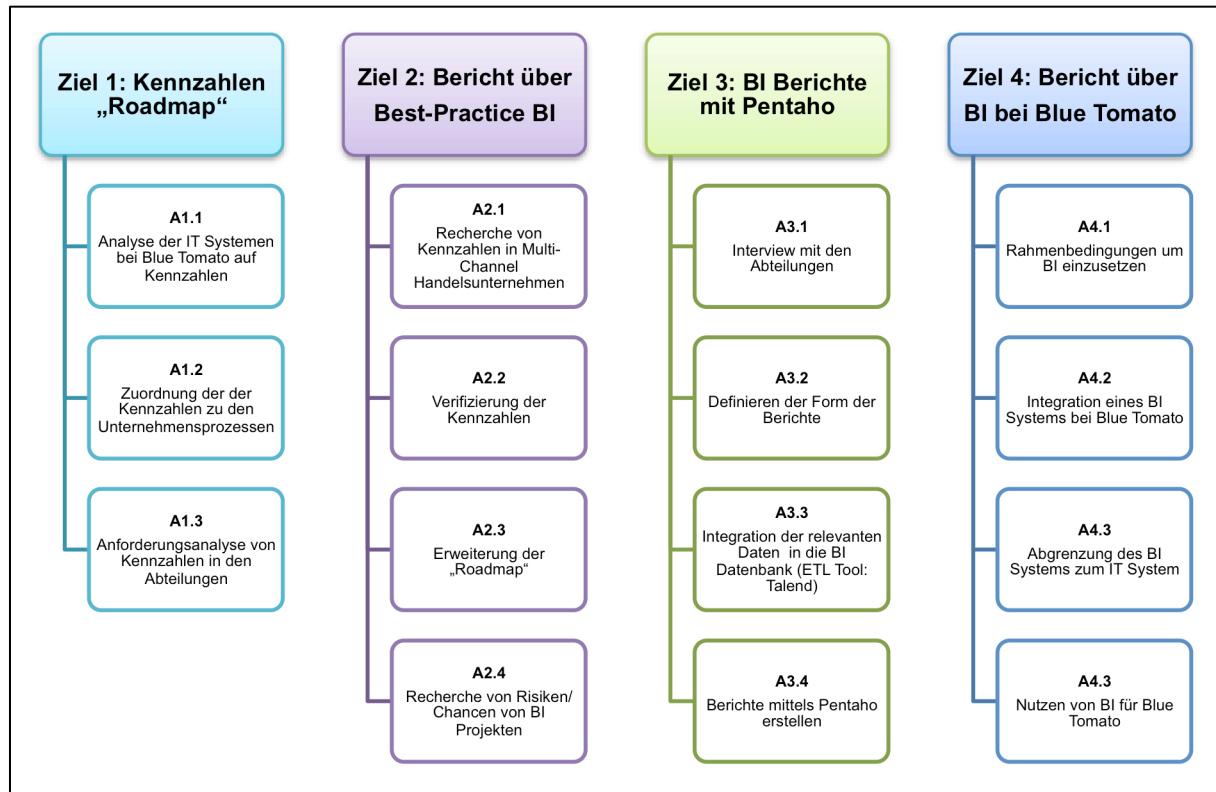 Ziel 1: Kennzahlen
„Roadmap“
A1.1
Analyse der IT Systemen
bei Blue Tomato auf
Kennzahlen
A1.2
Zuordnung der der
Kennzahlen zu den
Unternehmensprozessen
A1.3
Anforderungsanalyse von
Kennzahlen in den
Abteilungen
Ziel 2: Bericht über
Best-Practice BI
A2.1
Recherche von
Kennzahlen in Multi-
Channel
Handelsunternehmen
A2.2
Verifizierung der
Kennzahlen
A2.3
Erweiterung der
„Roadmap“
A2.4
Recherche von Risiken/
Chancen von BI
Projekten
Ziel 3: BI Berichte
mit Pentaho
A3.1
Interview mit den
Abteilungen
A3.2
Definieren der Form der
Berichte
A3.3
Integration der relevanten
Daten in die BI
Datenbank (ETL Tool:
Talend)
A3.4
Berichte mittels Pentaho
erstellen
Ziel 4: Bericht über
BI bei Blue Tomato
A4.1
Rahmenbedingungen um
BI einzusetzen
A4.2
Integration eines BI
Systems bei Blue Tomato
A4.3
Abgrenzung des BI
Systems zum IT System
A4.3
Nutzen von BI für Blue
Tomato